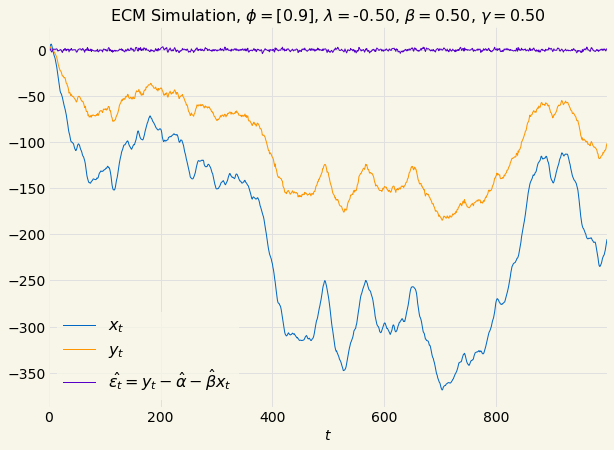 ECM Simulation, ϕ = [0.9], λ = -0.50, β = 0.50, γ = 0.50
0
−50
−100
−150
−200
−250
−300
−350
x_t
y_t
ε̂_t = y_t − α̂ − β̂x_t
0 200 400 600 800
t